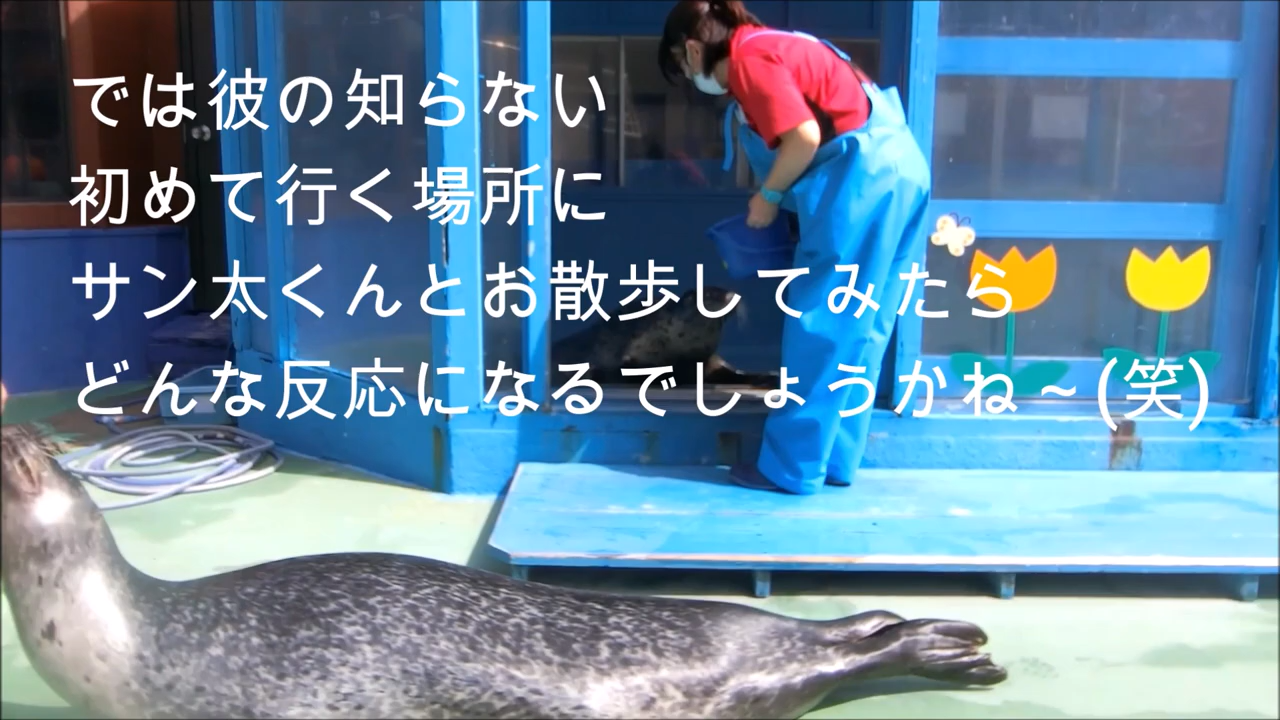 では彼の知らない
初めて行く場所に
サン太くんとお散歩してみたら
どんな反応になるでしょうかね～(笑)